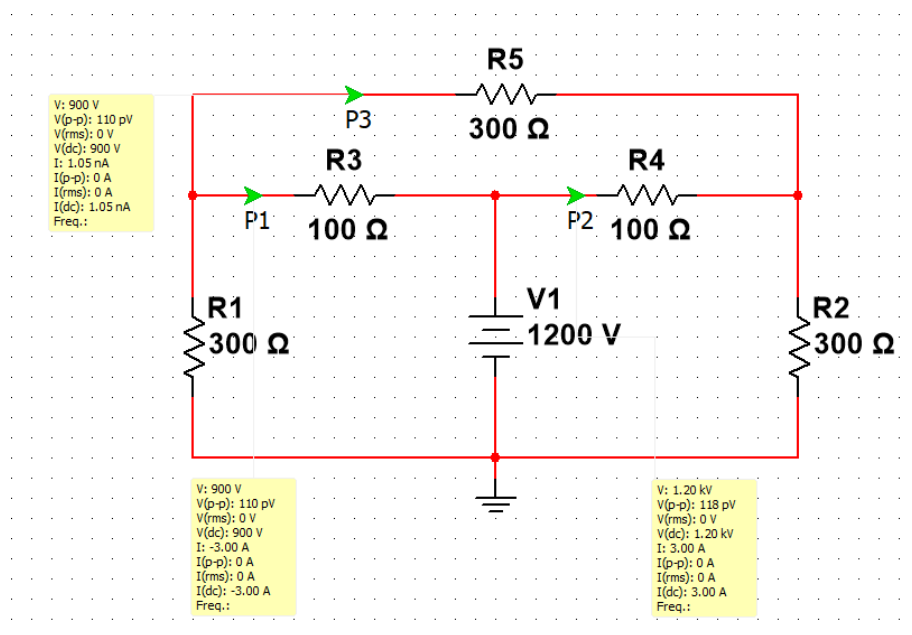 R5
300 Ω
V: 900 V
V(p-p): 110 pV
V(rms): 0 V
V(dc): 900 V
I: 1.05 nA
I(p-p): 0 A
I(rms): 0 A
I(dc): 1.05 nA
Freq.:
P3
R3
100 Ω
P1
R4
100 Ω
P2
R1
300 Ω
V1
1200 V
R2
300 Ω
V: 900 V
V(p-p): 110 pV
V(rms): 0 V
V(dc): 900 V
I: -3.00 A
I(p-p): 0 A
I(rms): 0 A
I(dc): -3.00 A
Freq.:
V: 1.20 kV
V(p-p): 118 pV
V(rms): 0 V
V(dc): 1.20 kV
I: 3.00 A
I(p-p): 0 A
I(rms): 0 A
I(dc): 3.00 A
Freq.: